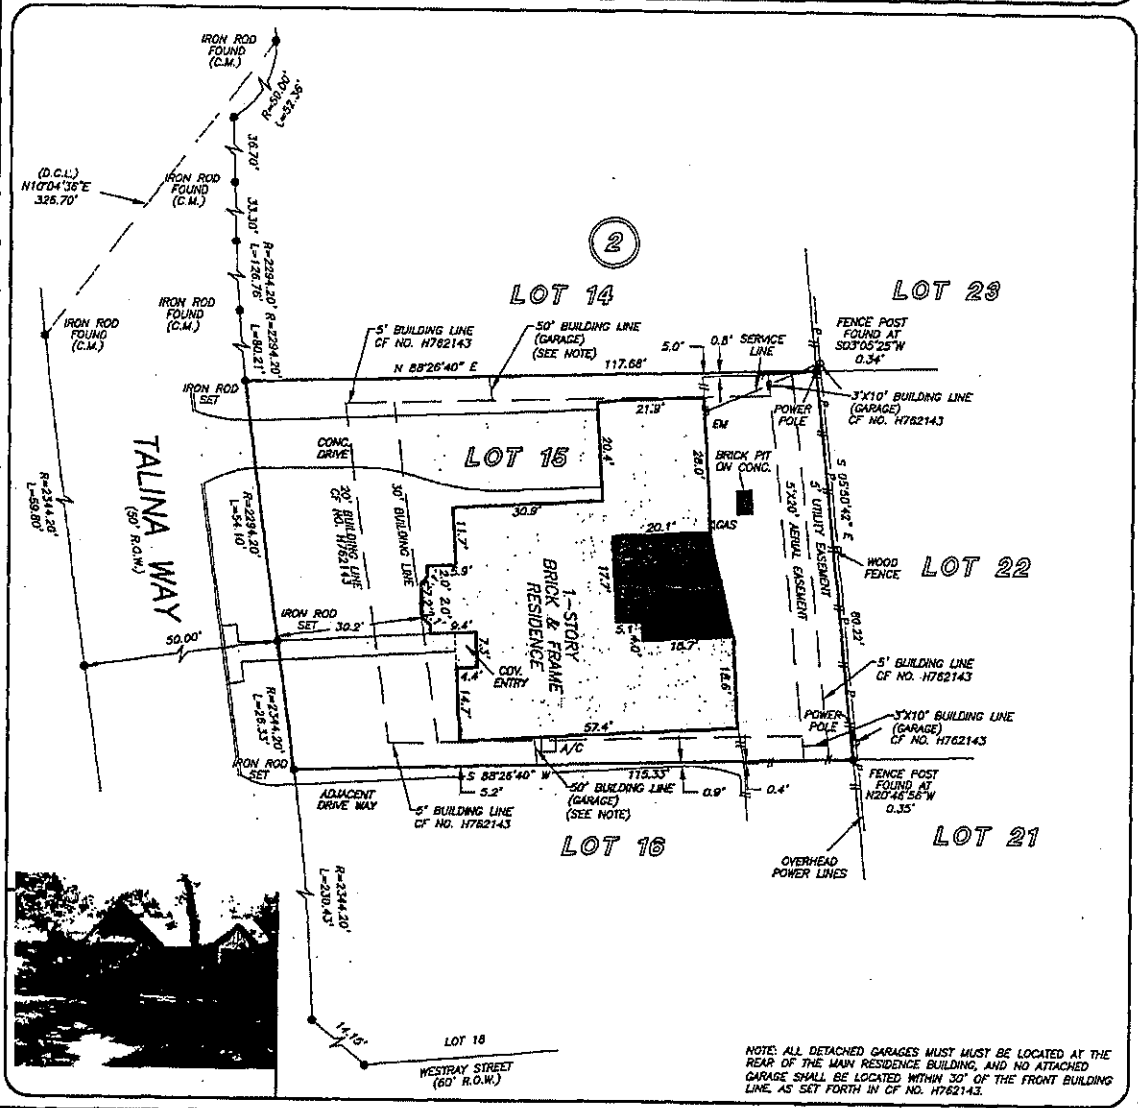 IRON ROD
FOUND
(C.M.)
R=50.00'
L=52.36'
36.70'
(D.C.L.)
N10°04'36"E
326.70'
IRON ROD
FOUND
(C.M.)
33.30'
R=2294.20'
L=126.76'
R=2294.20'
L=80.21'
IRON ROD
FOUND
(C.M.)
IRON ROD
FOUND
(C.M.)
2
LOT 14
LOT 23
5' BUILDING LINE
CF NO. H762143
50' BUILDING LINE
(GARAGE)
(SEE NOTE)
5.0'
0.8'
SERVICE
LINE
FENCE POST
FOUND AT
S03°05'25"W
0.34'
N 88°26'40" E
117.68'
IRON ROD
SET
3'X10' BUILDING LINE
(GARAGE)
CF NO. H762143
POWER
POLE
21.9'
EM
CONC.
DRIVE
LOT 15
20.4'
28.0'
BRICK PIT
ON CONC.
TALINA WAY
(50' R.O.W.)
R=2344.20'
L=59.80'
R=2294.20'
L=54.10'
20' BUILDING LINE
CF NO. H762143
30' BUILDING LINE
30.9'
11.7'
20.1'
GAS
5'X20' AERIAL EASEMENT
5' UTILITY EASEMENT
S 05°50'42" E
80.22'
WOOD
FENCE
LOT 22
2.0'
2.0'
17.7'
1-STORY
BRICK & FRAME
RESIDENCE
IRON ROD
SET
30.2'
50.00'
9.4'
7.3'
4.4'
COV.
ENTRY
5.1'
4.0'
16.7'
18.6'
14.7'
57.4'
5' BUILDING LINE
CF NO. H762143
POWER
POLE
3'X10' BUILDING LINE
(GARAGE)
CF NO. H762143
R=2344.20'
L=26.33'
A/C
IRON ROD
SET
S 88°26'40" W
115.33'
5.2'
ADJACENT
DRIVE WAY
5' BUILDING LINE
CF NO. H762143
50' BUILDING LINE
(GARAGE)
(SEE NOTE)
0.9'
0.4'
FENCE POST
FOUND AT
N20°46'56"W
0.35'
LOT 16
LOT 21
OVERHEAD
POWER LINES
R=2344.20'
L=230.43'
14.15'
LOT 18
WESTRAY STREET
(60' R.O.W.)
NOTE: ALL DETACHED GARAGES MUST MUST BE LOCATED AT THE
REAR OF THE MAIN RESIDENCE BUILDING, AND NO ATTACHED
GARAGE SHALL BE LOCATED WITHIN 30' OF THE FRONT BUILDING
LINE, AS SET FORTH IN CF NO. H762143.